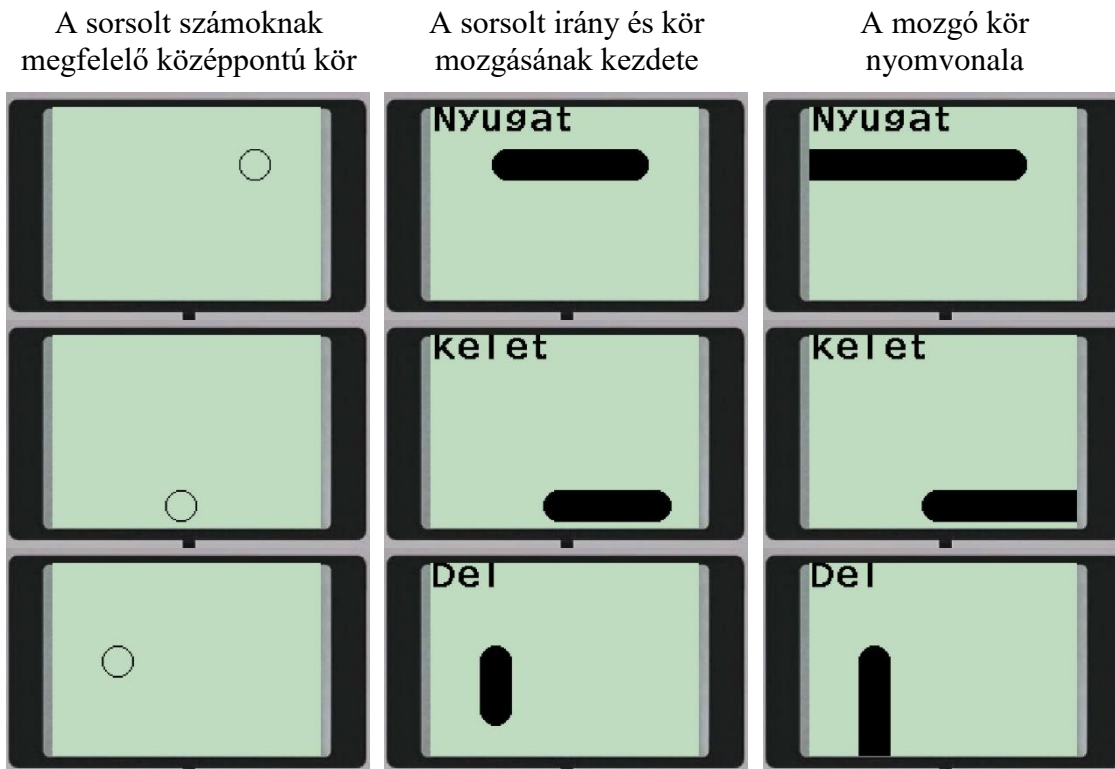 A sorsolt számoknak
megfelelő középpontú kör
A sorsolt irány és kör
mozgásának kezdete
A mozgó kör
nyomvonala
Nyugat
Nyugat
kelet
kelet
Del
Del